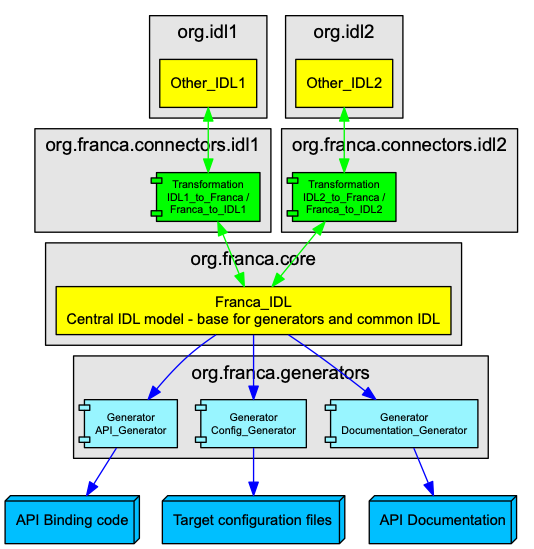 org.idl1
org.idl2
Other_IDL1
Other_IDL2
org.franca.connectors.idl1
org.franca.connectors.idl2
Transformation
IDL1_to_Franca /
Franca_to_IDL1
Transformation
IDL2_to_Franca /
Franca_to_IDL2
org.franca.core
Franca_IDL
Central IDL model - base for generators and common IDL
org.franca.generators
Generator
API_Generator
Generator
Config_Generator
Generator
Documentation_Generator
API Binding code
Target configuration files
API Documentation